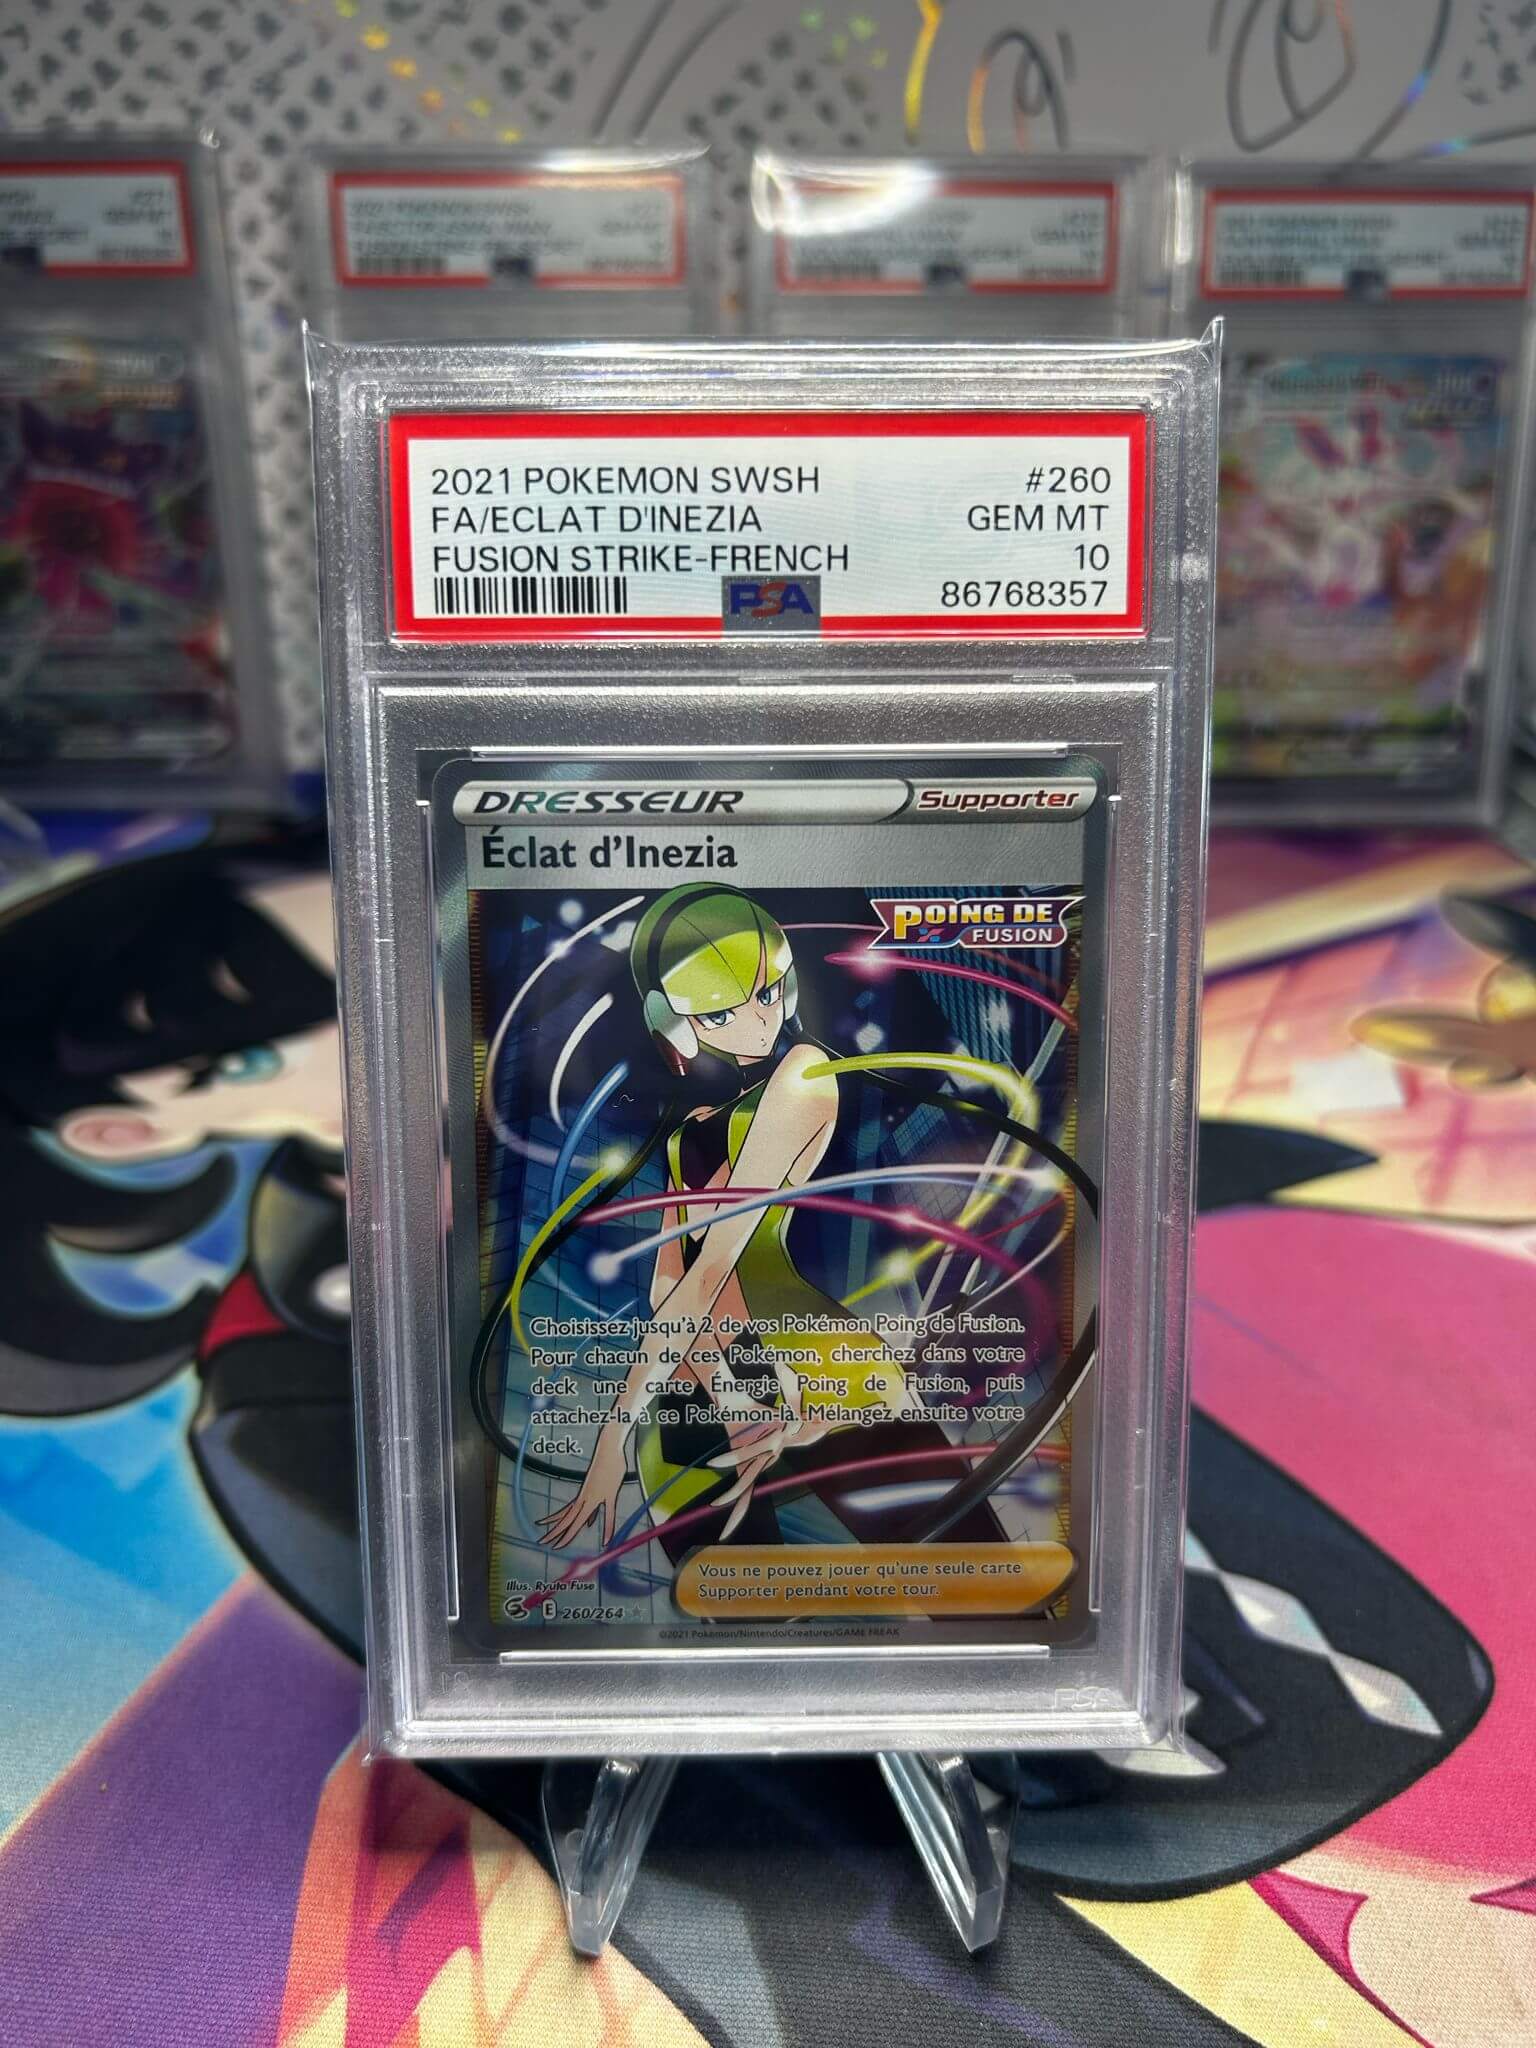 2021 POKEMON SWSH #260
FA/ECLAT D'INEZIA GEM MT
FUSION STRIKE-FRENCH 10
PSA 86768357
DRESSEUR Supporter
Éclat d'Inezia
POING DE
FUSION
Choisissez jusqu'à 2 de vos Pokémon Poing de Fusion.
Pour chacun de ces Pokémon, cherchez dans votre
deck une carte Énergie Poing de Fusion, puis
attachez-la à ce Pokémon-là. Mélangez ensuite votre
deck.
Vous ne pouvez jouer qu'une seule carte
Supporter pendant votre tour.
Illus. Ryuta Fuse
E 260/264
©2021 Pokémon/Nintendo/Creatures/GAME FREAK
PSA